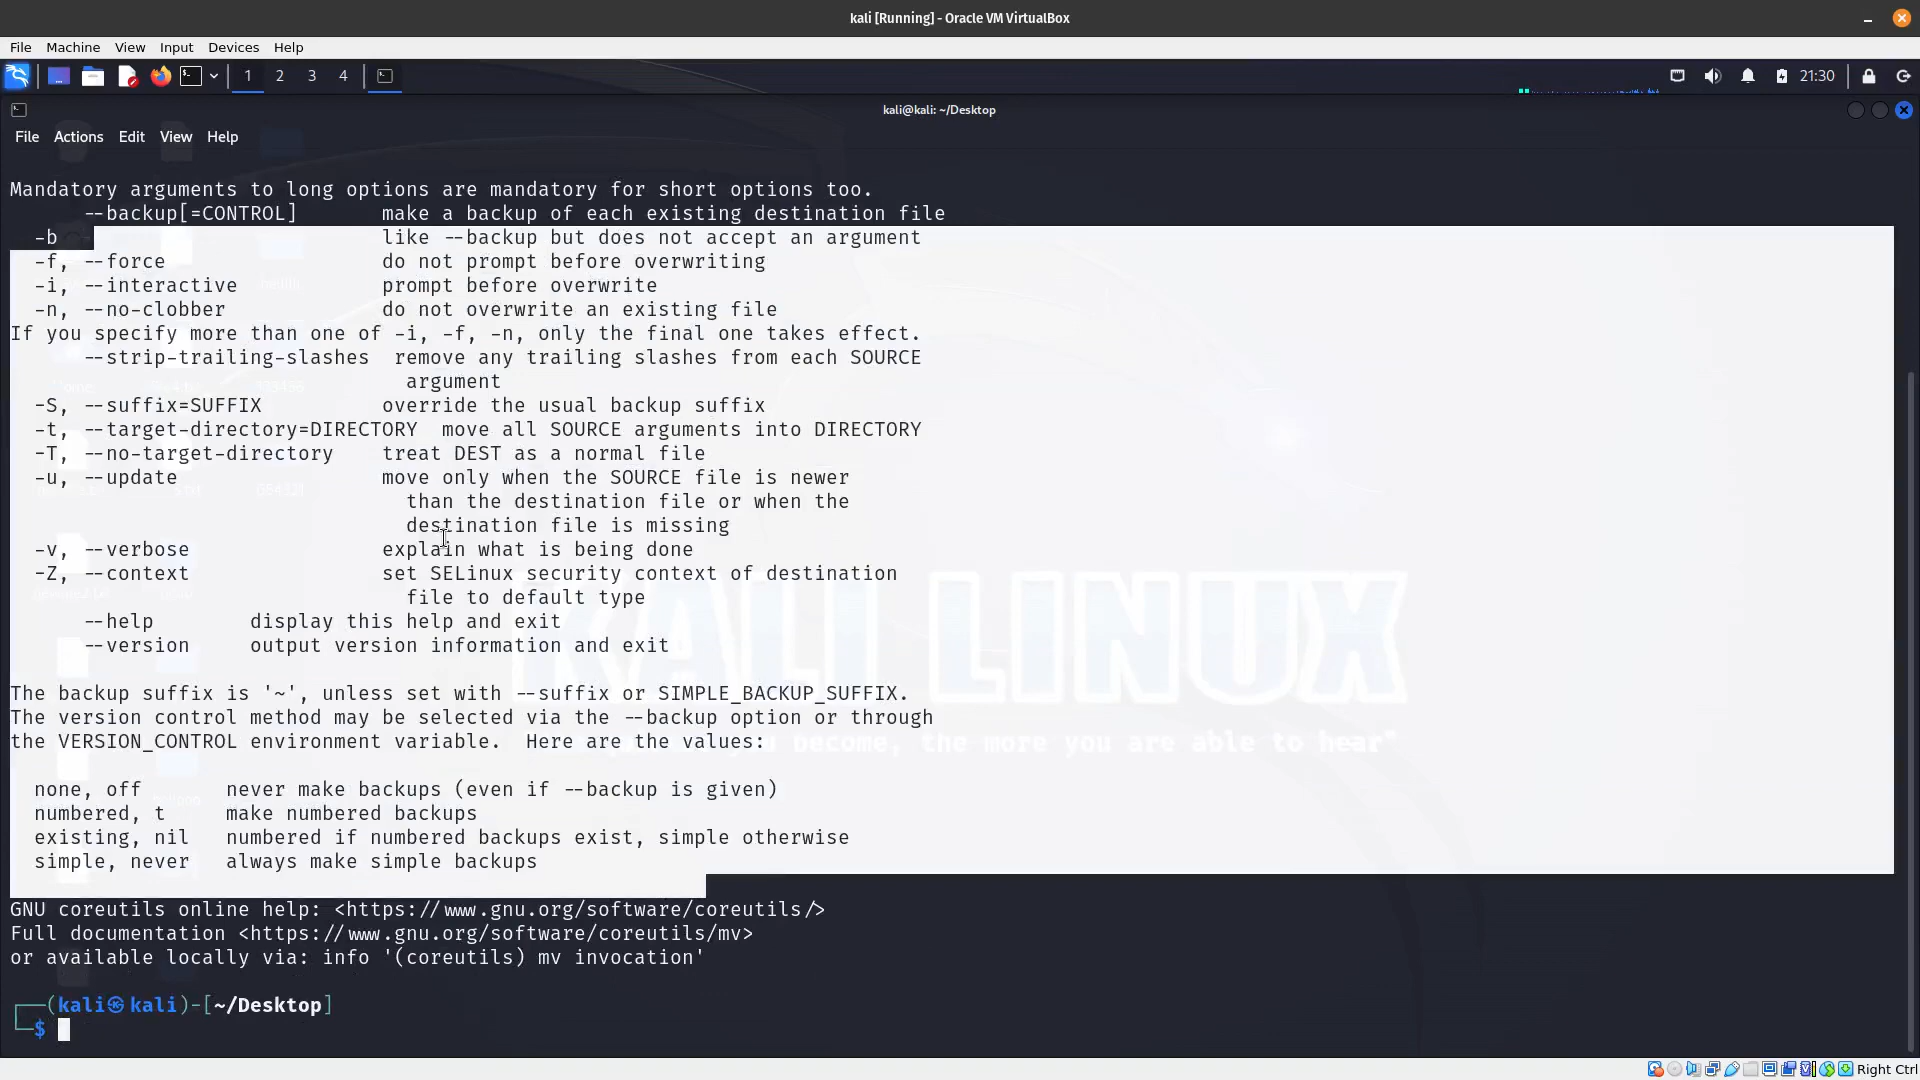 kali [Running] - Oracle VM VirtualBox
File Machine View Input Devices Help
1 2 3 4 21:30
kali@kali: ~/Desktop
File Actions Edit View Help
Mandatory arguments to long options are mandatory for short options too.
--backup[=CONTROL] make a backup of each existing destination file
-b like --backup but does not accept an argument
-f, --force do not prompt before overwriting
-i, --interactive prompt before overwrite
-n, --no-clobber do not overwrite an existing file
If you specify more than one of -i, -f, -n, only the final one takes effect.
--strip-trailing-slashes remove any trailing slashes from each SOURCE
argument
-S, --suffix=SUFFIX override the usual backup suffix
-t, --target-directory=DIRECTORY move all SOURCE arguments into DIRECTORY
-T, --no-target-directory treat DEST as a normal file
-u, --update move only when the SOURCE file is newer
than the destination file or when the
destination file is missing
-v, --verbose explain what is being done
-Z, --context set SELinux security context of destination
file to default type
--help display this help and exit
--version output version information and exit
KALI LINUX
The backup suffix is '~', unless set with --suffix or SIMPLE_BACKUP_SUFFIX.
The version control method may be selected via the --backup option or through
the VERSION_CONTROL environment variable. Here are the values:
become, the more you are able to hear"
none, off never make backups (even if --backup is given)
numbered, t make numbered backups
existing, nil numbered if numbered backups exist, simple otherwise
simple, never always make simple backups
GNU coreutils online help: <https://www.gnu.org/software/coreutils/>
Full documentation <https://www.gnu.org/software/coreutils/mv>
or available locally via: info '(coreutils) mv invocation'
(kali㉿kali)-[~/Desktop]
$
Right Ctrl